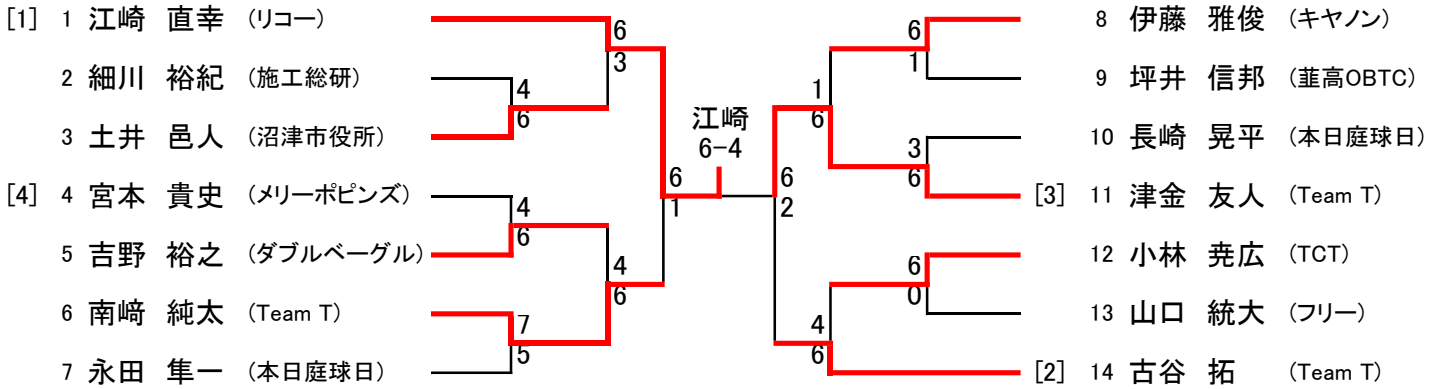 [1] 1 江崎 直幸 (リコー)
2 細川 裕紀 (施工総研)
3 土井 邑人 (沼津市役所)
[4] 4 宮本 貴史 (メリーポピンズ)
5 吉野 裕之 (ダブルベーグル)
6 南﨑 純太 (Team T)
7 永田 隼一 (本日庭球日)
6
3
4
6
4
6
4
6
7
5
6
1
江崎
6-4
6
2
1
6
4
6
6
1
3
6
6
0
8 伊藤 雅俊 (キヤノン)
9 坪井 信邦 (韮高OBTC)
10 長崎 晃平 (本日庭球日)
[3] 11 津金 友人 (Team T)
12 小林 尭広 (TCT)
13 山口 統大 (フリー)
[2] 14 古谷 拓 (Team T)